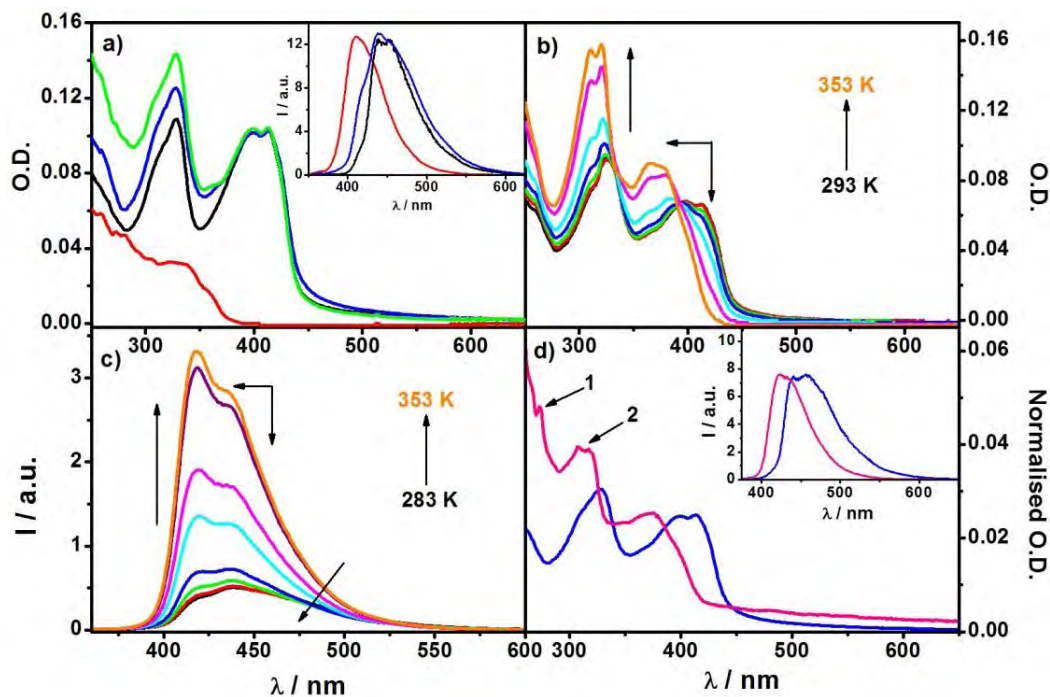 a)
O.D.
0.16
0.12
0.08
0.04
0.00
300 400 500 600
I / a.u.
12
8
4
0
400 500 600
λ / nm
b)
353 K
293 K
O.D.
0.16
0.12
0.08
0.04
0.00
300 400 500 600
c)
I / a.u.
3
2
1
0
353 K
283 K
400 450 500 550 600
λ / nm
d)
1
2
Normalised O.D.
0.06
0.04
0.02
0.00
300 400 500 600
λ / nm
I / a.u.
10
8
6
4
2
0
400 500 600
λ / nm